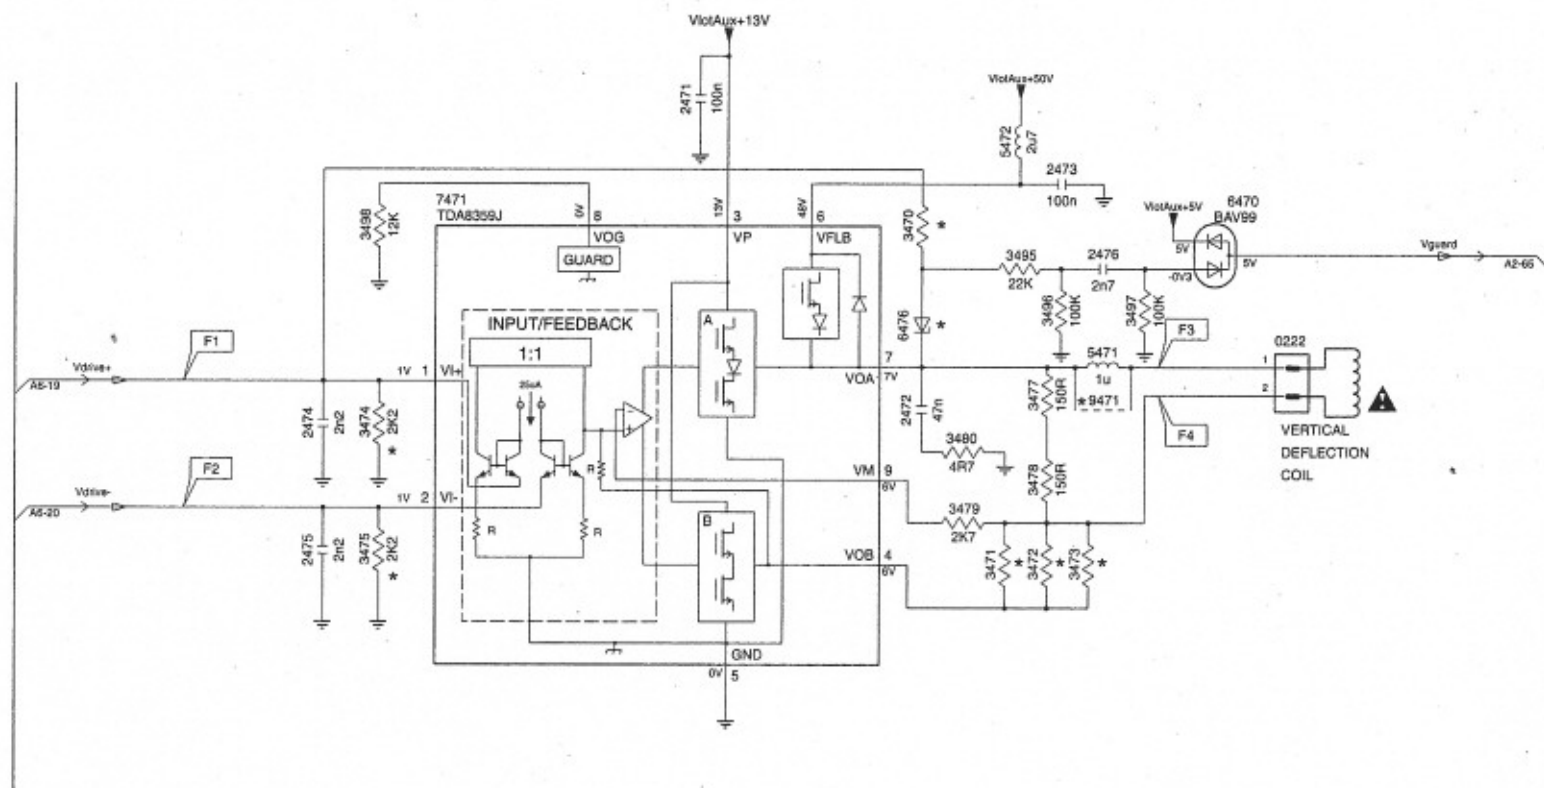 VlotAux+13V
2471
100n
VlotAux+50V
5472
2u7
2473
100n
7471
TDA8359J
3498
12K
0V
8
13V
3
48V
6
VOG
VP
VFLB
GUARD
3470
*
6470
BAV99
VlotAux+5V
5V
-0V3
5V
Vguard
A2-66
3495
22K
2476
2n7
3496
100K
3497
100K
INPUT/FEEDBACK
1:1
A
6476
*
F1
F3
0222
Vdrive+
A6-19
1V
1
VI+
7
VOA
7V
5471
1u
* 9471
1
2
2474
2n2
3474
2K2
*
2472
47n
3477
150R
F4
VERTICAL
DEFLECTION
COIL
3480
4R7
F2
R
VM
9
6V
3478
150R
Vdrive-
A6-20
1V
2
VI-
R
R
B
3479
2K7
2475
2n2
3475
2K2
*
VOB
4
6V
3471
*
3472
*
3473
*
GND
0V
5